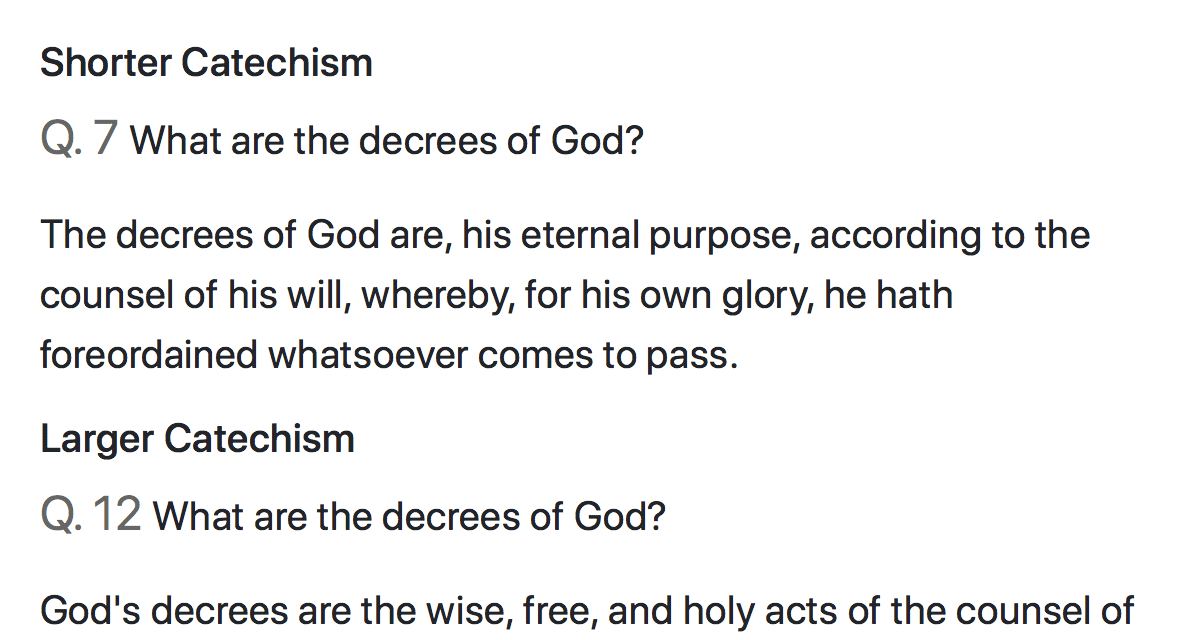 Shorter Catechism
Q. 7 What are the decrees of God?
The decrees of God are, his eternal purpose, according to the
counsel of his will, whereby, for his own glory, he hath
foreordained whatsoever comes to pass.
Larger Catechism
Q. 12 What are the decrees of God?
God's decrees are the wise, free, and holy acts of the counsel of